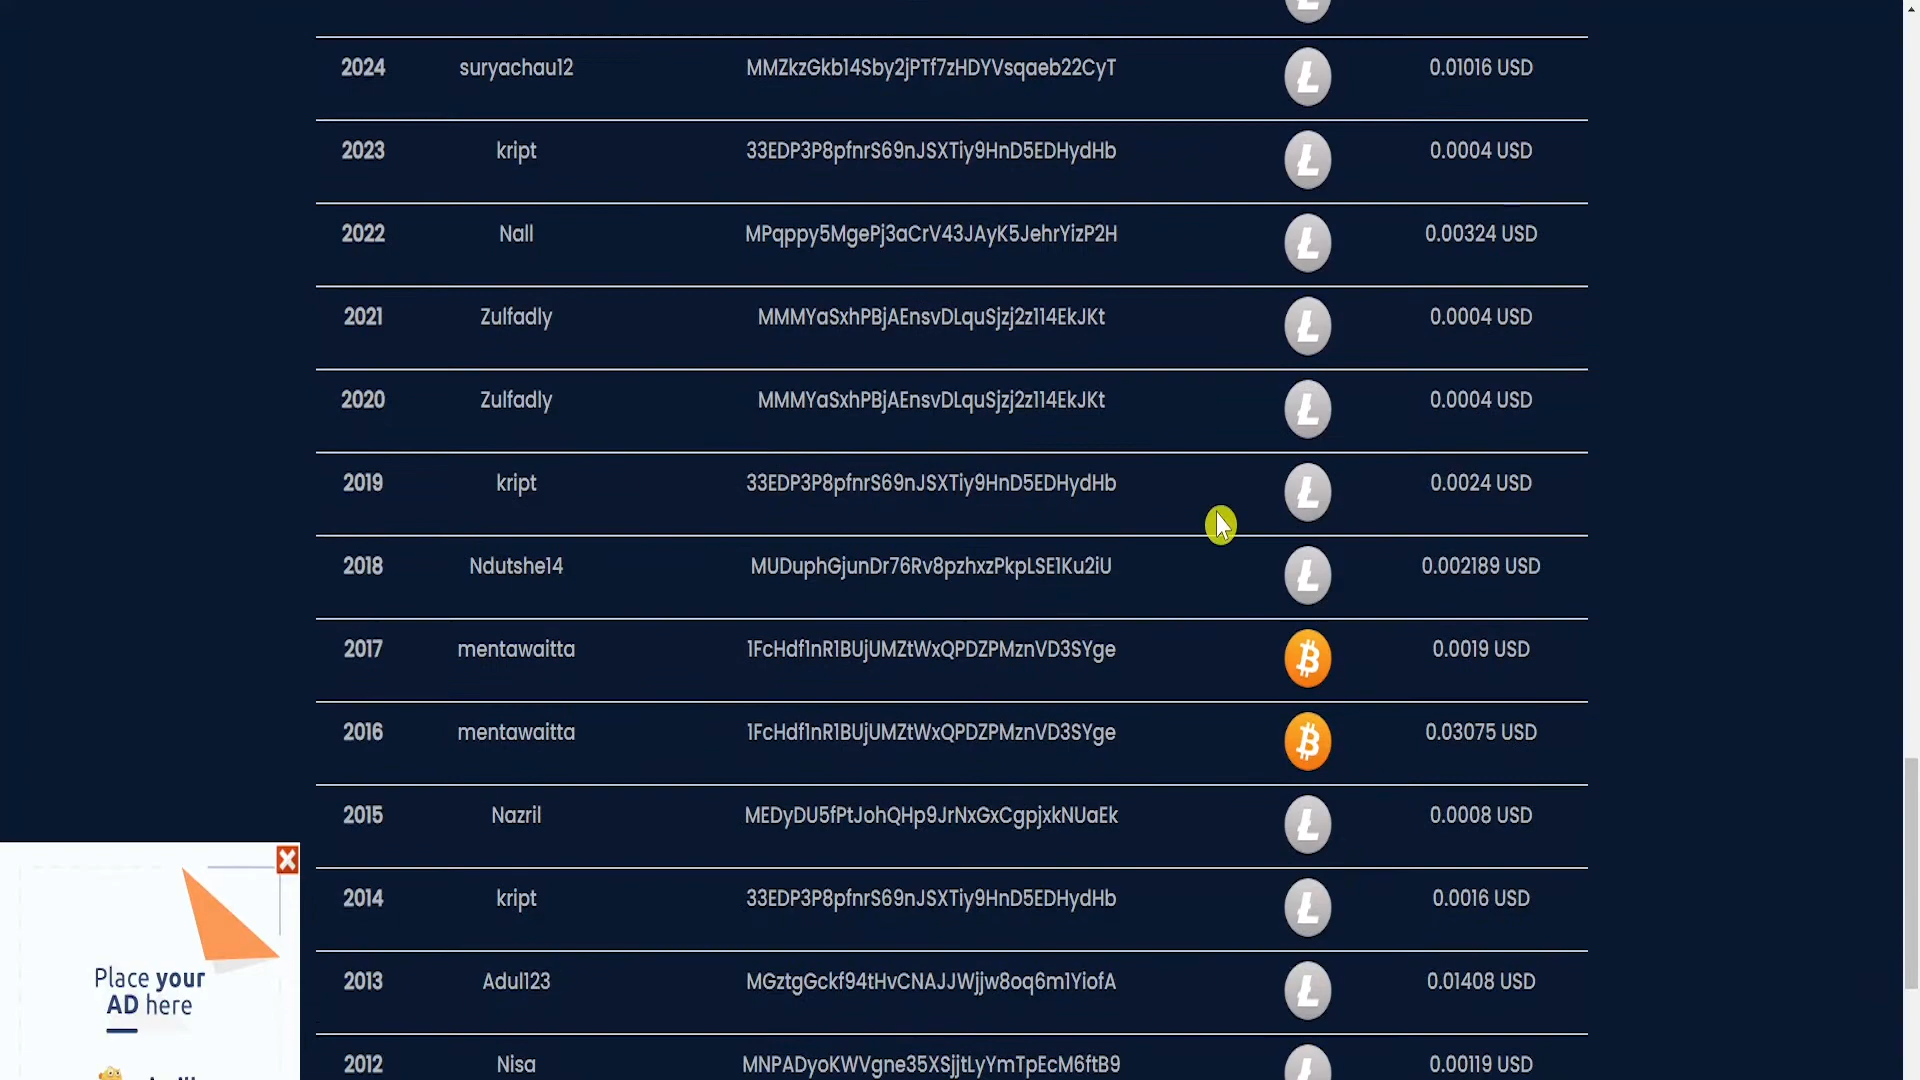 2024 suryachau12 MMZkzGkb14Sby2jPTf7zHDYVsqaeb22CyT 0.01016 USD
2023 kript 33EDP3P8pfnrS69nJSXTiy9HnD5EDHydHb 0.0004 USD
2022 Nall MPqppy5MgePj3aCrV43JAyK5JehrYizP2H 0.00324 USD
2021 Zulfadly MMMYaSxhPBjAEnsvDLquSjzj2z114EkJKt 0.0004 USD
2020 Zulfadly MMMYaSxhPBjAEnsvDLquSjzj2z114EkJKt 0.0004 USD
2019 kript 33EDP3P8pfnrS69nJSXTiy9HnD5EDHydHb 0.0024 USD
2018 Ndutshe14 MUDuphGjunDr76Rv8pzhxzPkpLSE1Ku2iU 0.002189 USD
2017 mentawaitta 1FcHdf1nR1BUjUMZtWxQPDZPMznVD3SYge 0.0019 USD
2016 mentawaitta 1FcHdf1nR1BUjUMZtWxQPDZPMznVD3SYge 0.03075 USD
2015 Nazril MEDyDU5fPtJohQHp9JrNxGxCgpjxkNUaEk 0.0008 USD
2014 kript 33EDP3P8pfnrS69nJSXTiy9HnD5EDHydHb 0.0016 USD
2013 Adul123 MGztgGckf94tHvCNAJJWjjw8oq6m1YiofA 0.01408 USD
2012 Nisa MNPADyoKWVgne35XSjjtLyYmTpEcM6ftB9 0.00119 USD
Place your
AD here